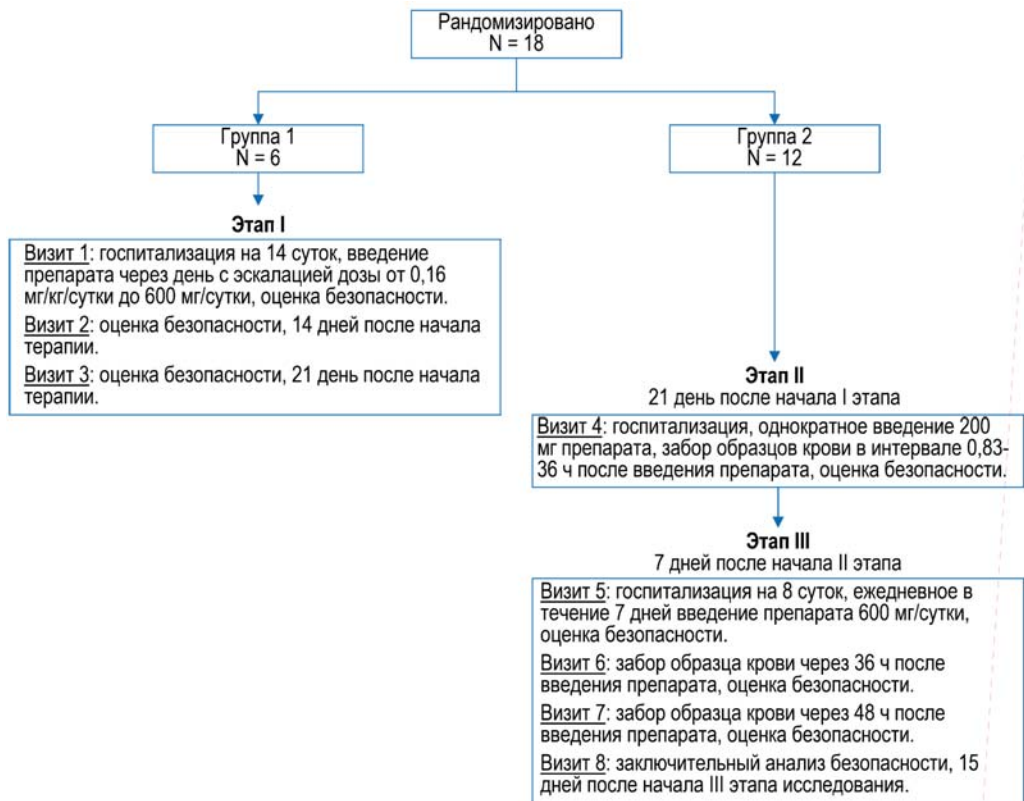 Рандомизировано
N = 18
Группа 1
N = 6
Группа 2
N = 12
Этап I
Визит 1: госпитализация на 14 суток, введение
препарата через день с эскалацией дозы от 0,16
мг/кг/сутки до 600 мг/сутки, оценка безопасности.
Визит 2: оценка безопасности, 14 дней после начала
терапии.
Визит 3: оценка безопасности, 21 день после начала
терапии.
Этап II
21 день после начала I этапа
Визит 4: госпитализация, однократное введение 200
мг препарата, забор образцов крови в интервале 0,83-
36 ч после введения препарата, оценка безопасности.
Этап III
7 дней после начала II этапа
Визит 5: госпитализация на 8 суток, ежедневное в
течение 7 дней введение препарата 600 мг/сутки,
оценка безопасности.
Визит 6: забор образца крови через 36 ч после
введения препарата, оценка безопасности.
Визит 7: забор образца крови через 48 ч после
введения препарата, оценка безопасности.
Визит 8: заключительный анализ безопасности, 15
дней после начала III этапа исследования.